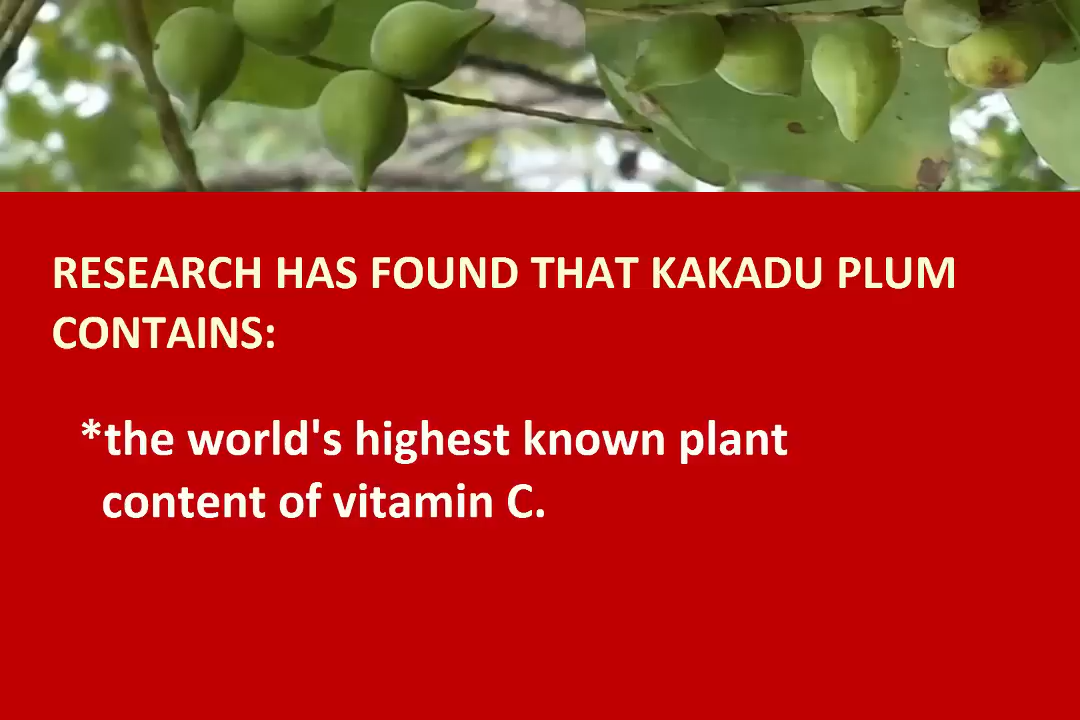 RESEARCH HAS FOUND THAT KAKADU PLUM
CONTAINS:
*the world's highest known plant
content of vitamin C.